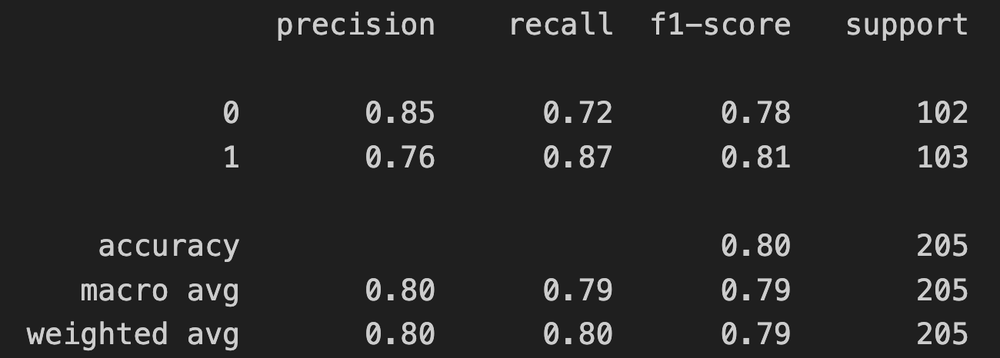 precision recall f1-score support
0 0.85 0.72 0.78 102
1 0.76 0.87 0.81 103
accuracy 0.80 205
macro avg 0.80 0.79 0.79 205
weighted avg 0.80 0.80 0.79 205